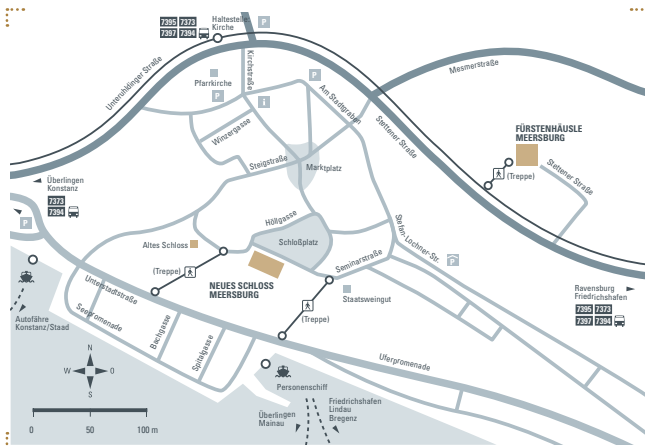 7395 7373
7397 7394
Haltestelle
Kirche
P
Unteruhldinger Straße
Kirchstraße
Pfarrkirche
P
i
P
Am Stadtgraben
Mesmerstraße
Stettener Straße
Winzergasse
Steigstraße
Marktplatz
FÜRSTENHÄUSLE
MEERSBURG
(Treppe)
Stettener Straße
Überlingen
Konstanz
7373
7394
P
Höllgasse
Altes Schloss
Schloßplatz
Stefan-Lochner-Str.
P
Seminarstraße
(Treppe)
NEUES SCHLOSS
MEERSBURG
Staatsweingut
(Treppe)
Ravensburg
Friedrichshafen
7395 7373
7397 7394
Unterstadtstraße
Seepromenade
Bachgasse
Spitalgasse
Uferpromenade
Autofähre
Konstanz/Staad
N
W O
S
Personenschiff
Überlingen
Mainau
Friedrichshafen
Lindau
Bregenz
0 50 100 m